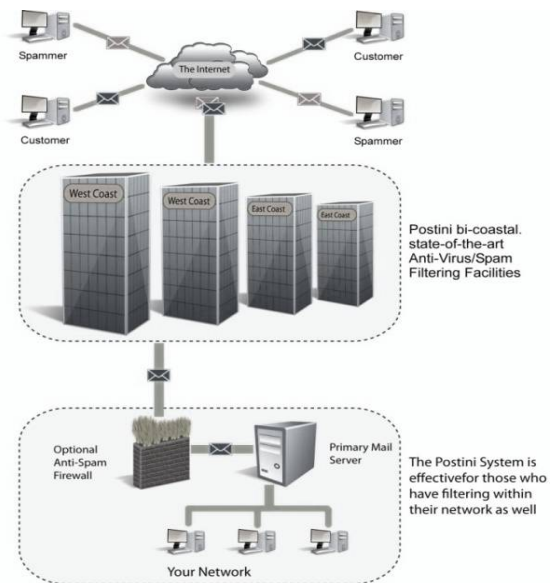 Spammer
The Internet
Customer
Customer
Spammer
West Coast
West Coast
East Coast
East Coast
Postini bi-coastal.
state-of-the-art
Anti-Virus/Spam
Filtering Facilities
Optional
Anti-Spam
Firewall
Primary Mail
Server
The Postini System is
effectivefor those who
have filtering within
their network as well
Your Network